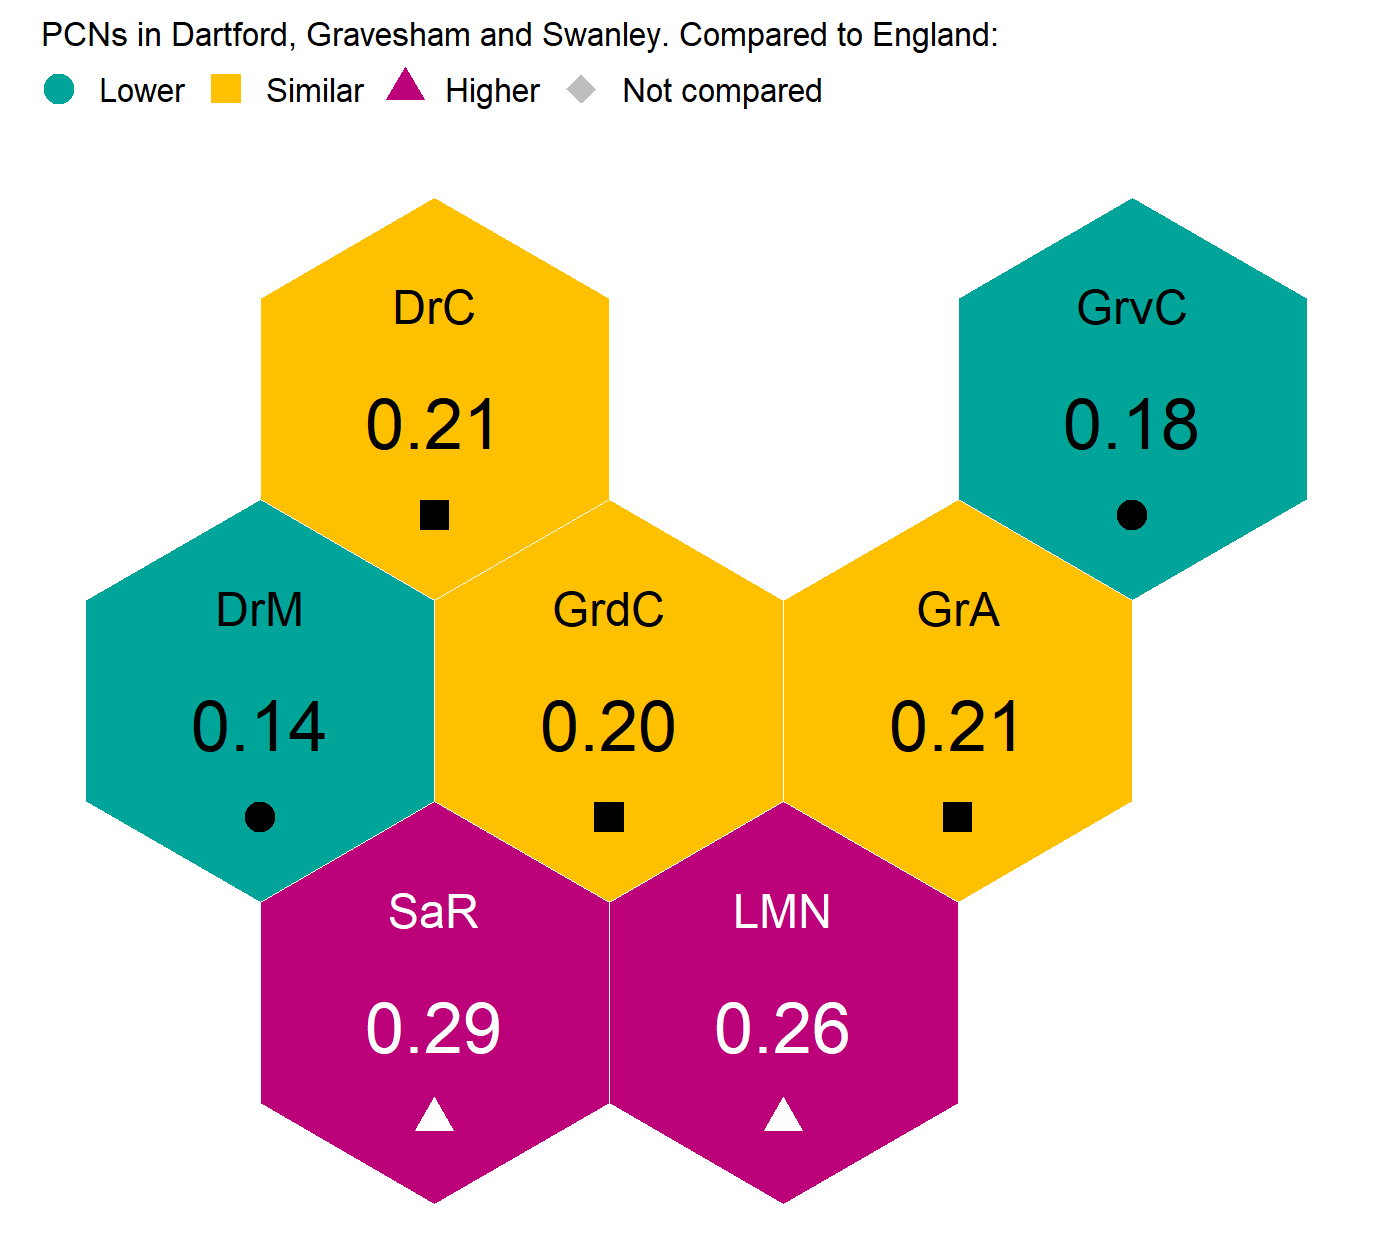 PCNs in Dartford, Gravesham and Swanley. Compared to England:
Lower Similar Higher Not compared
DrC GrvC
0.21 0.18
DrM GrdC GrA
0.14 0.20 0.21
SaR LMN
0.29 0.26